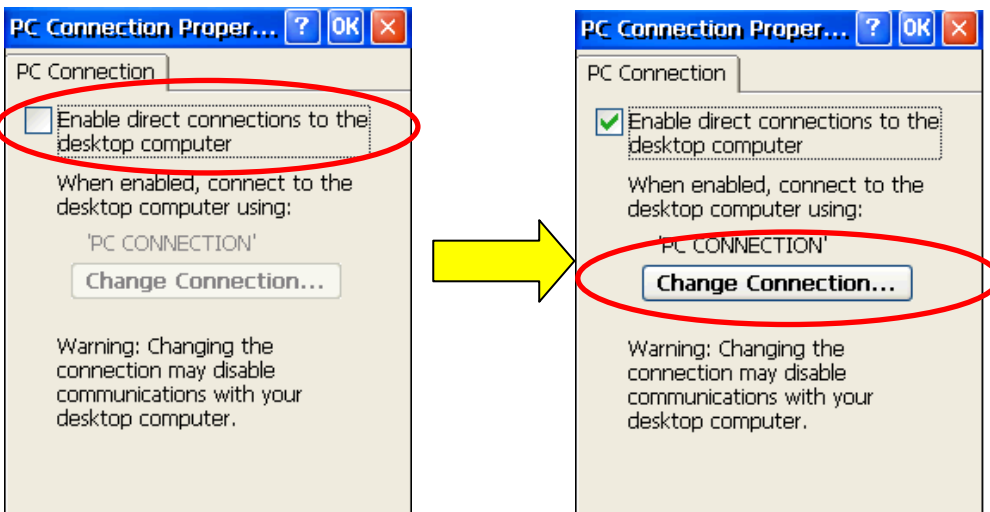 PC Connection Proper... ? OK
PC Connection
Enable direct connections to the
desktop computer
When enabled, connect to the
desktop computer using:
'PC CONNECTION'
Change Connection...
Warning: Changing the
connection may disable
communications with your
desktop computer.
PC Connection Proper... ? OK
PC Connection
Enable direct connections to the
desktop computer
When enabled, connect to the
desktop computer using:
'PC CONNECTION'
Change Connection...
Warning: Changing the
connection may disable
communications with your
desktop computer.